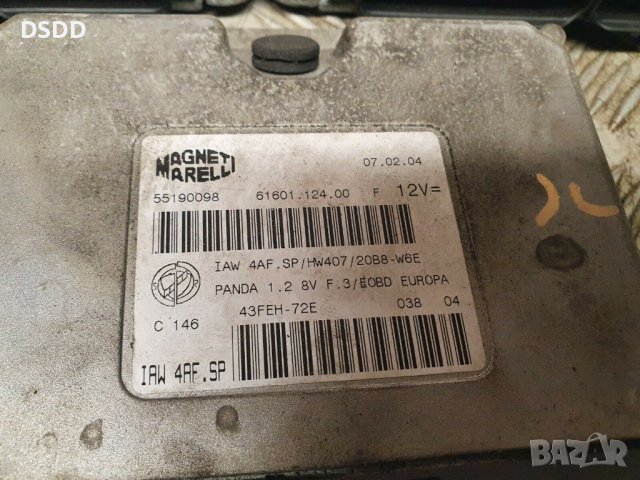 DSDD
MAGNETI
MARELLI
07.02.04
55190098 61601.124.00 F 12V=
IAW 4AF.SP/HW407/20B8-W6E
PANDA 1.2 8V F.3/EOBD EUROPA
43FEH-72E 038 04
C 146
IAW 4AF.SP
BAZAR